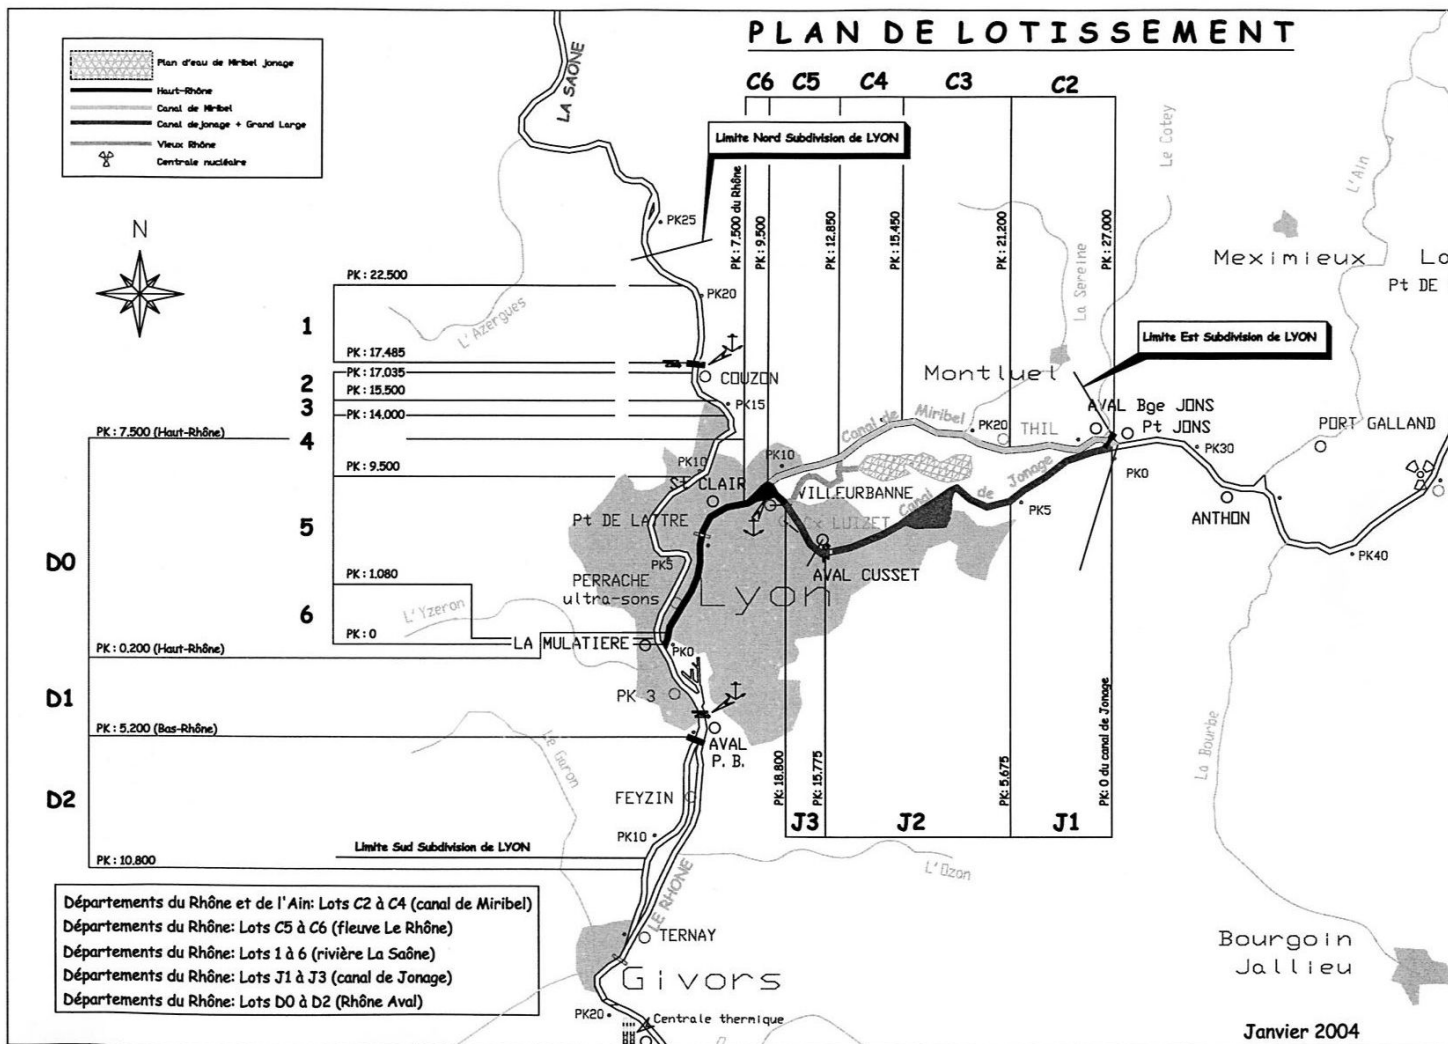 PLAN DE LOTISSEMENT
Plan d'eau de Miribel jonage
Haut-Rhône
Canal de Miribel
Canal de jonage + Grand Large
Vieux Rhône
Centrale nucléaire
N
LA SAÔNE
C6
C5
C4
C3
C2
Limite Nord Subdivision de LYON
PK : 7.500 du Rhône
PK : 9.500
PK : 12.850
PK : 15.450
PK : 21.200
PK : 27.000
Le Cotey
La Sereine
L'Ain
Meximieux
La
Pt DE
PK25
PK20
PK : 22.500
1
L'Azergues
PK : 17.485
2
PK : 17.035
3
PK : 15.500
PK : 14.000
COUZON
PK15
Limite Est Subdivision de LYON
Montluel
AVAL Bge JONS
Pt JONS
PORT GALLAND
PK : 7.500 (Haut-Rhône)
4
PK : 9.500
PK10
St CLAIR
PK10
Canal de Miribel
PK20
THIL
PK30
PK0
VILLEURBANNE
Cx LUIZET
Canal de Jonage
PK5
ANTHON
PK40
5
Pt DE LATTRE
D0
PK5
AVAL CUSSET
PK : 1.080
PERRACHE
ultra-sons
Lyon
6
L'Yzeron
PK : 0
LA MULATIERE
PK0
PK : 0.200 (Haut-Rhône)
D1
PK 3
PK : 5.200 (Bas-Rhône)
Le Garon
AVAL
P. B.
La Bourbe
PK: 18.800
PK: 15.775
PK: 5.675
PK: 0 du canal de Jonage
D2
FEYZIN
PK10
J3
J2
J1
Limite Sud Subdivision de LYON
PK : 10.800
L'Ozon
LE RHONE
Départements du Rhône et de l'Ain: Lots C2 à C4 (canal de Miribel)
Départements du Rhône: Lots C5 à C6 (fleuve Le Rhône)
Départements du Rhône: Lots 1 à 6 (rivière La Saône)
Départements du Rhône: Lots J1 à J3 (canal de Jonage)
Départements du Rhône: Lots D0 à D2 (Rhône Aval)
TERNAY
Givors
PK20
Centrale thermique
Bourgoin
Jallieu
Janvier 2004